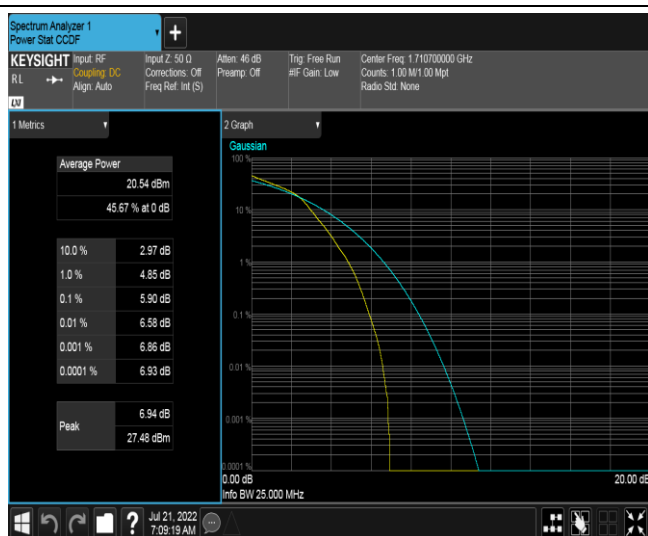 Spectrum Analyzer 1
Power Stat CCDF
+
KEYSIGHT
RL
LXI
Input: RF
Coupling: DC
Align: Auto
Input Z: 50 Ω
Corrections: Off
Freq Ref: Int (S)
Atten: 46 dB
Preamp: Off
Trig: Free Run
#IF Gain: Low
Center Freq: 1.710700000 GHz
Counts: 1.00 M/1.00 Mpt
Radio Std: None
1 Metrics
Average Power
20.54 dBm
45.67 % at 0 dB
10.0 % 2.97 dB
1.0 % 4.85 dB
0.1 % 5.90 dB
0.01 % 6.58 dB
0.001 % 6.86 dB
0.0001 % 6.93 dB
Peak
6.94 dB
27.48 dBm
2 Graph
Gaussian
100 %
10 %
1 %
0.1 %
0.01 %
0.001 %
0.0001 %
0.00 dB 20.00 dB
Info BW 25.000 MHz
?
Jul 21, 2022
7:09:19 AM